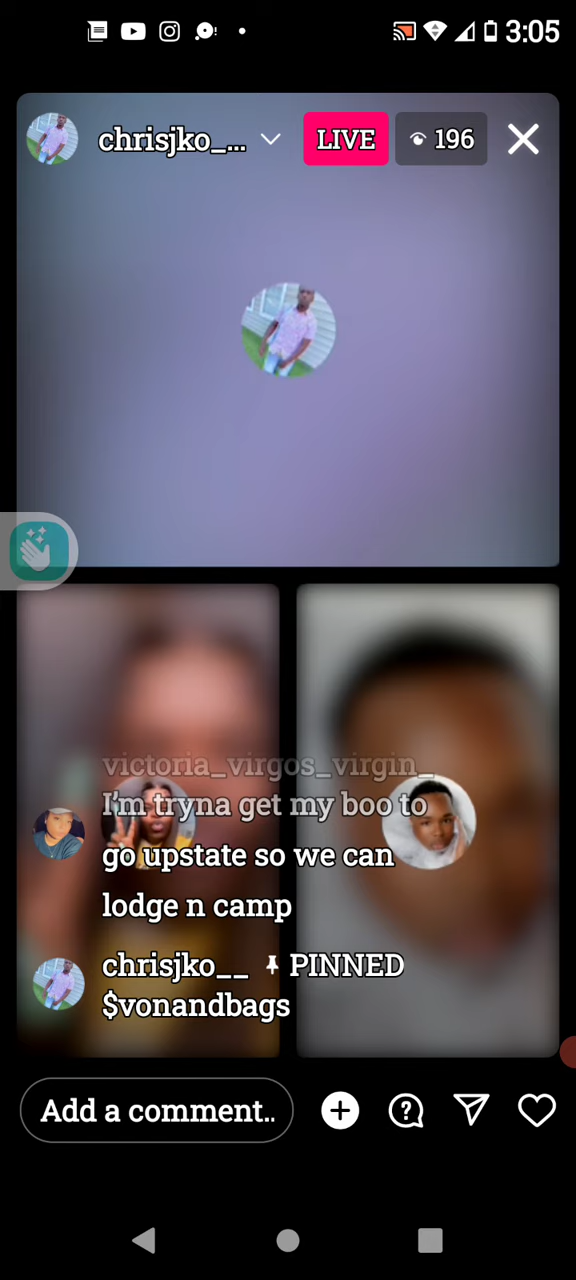 3:05
chrisjko_... LIVE 196
victoria_virgos_virgin_
I'm tryna get my boo to
go upstate so we can
lodge n camp
chrisjko__ PINNED
$vonandbags
Add a comment..